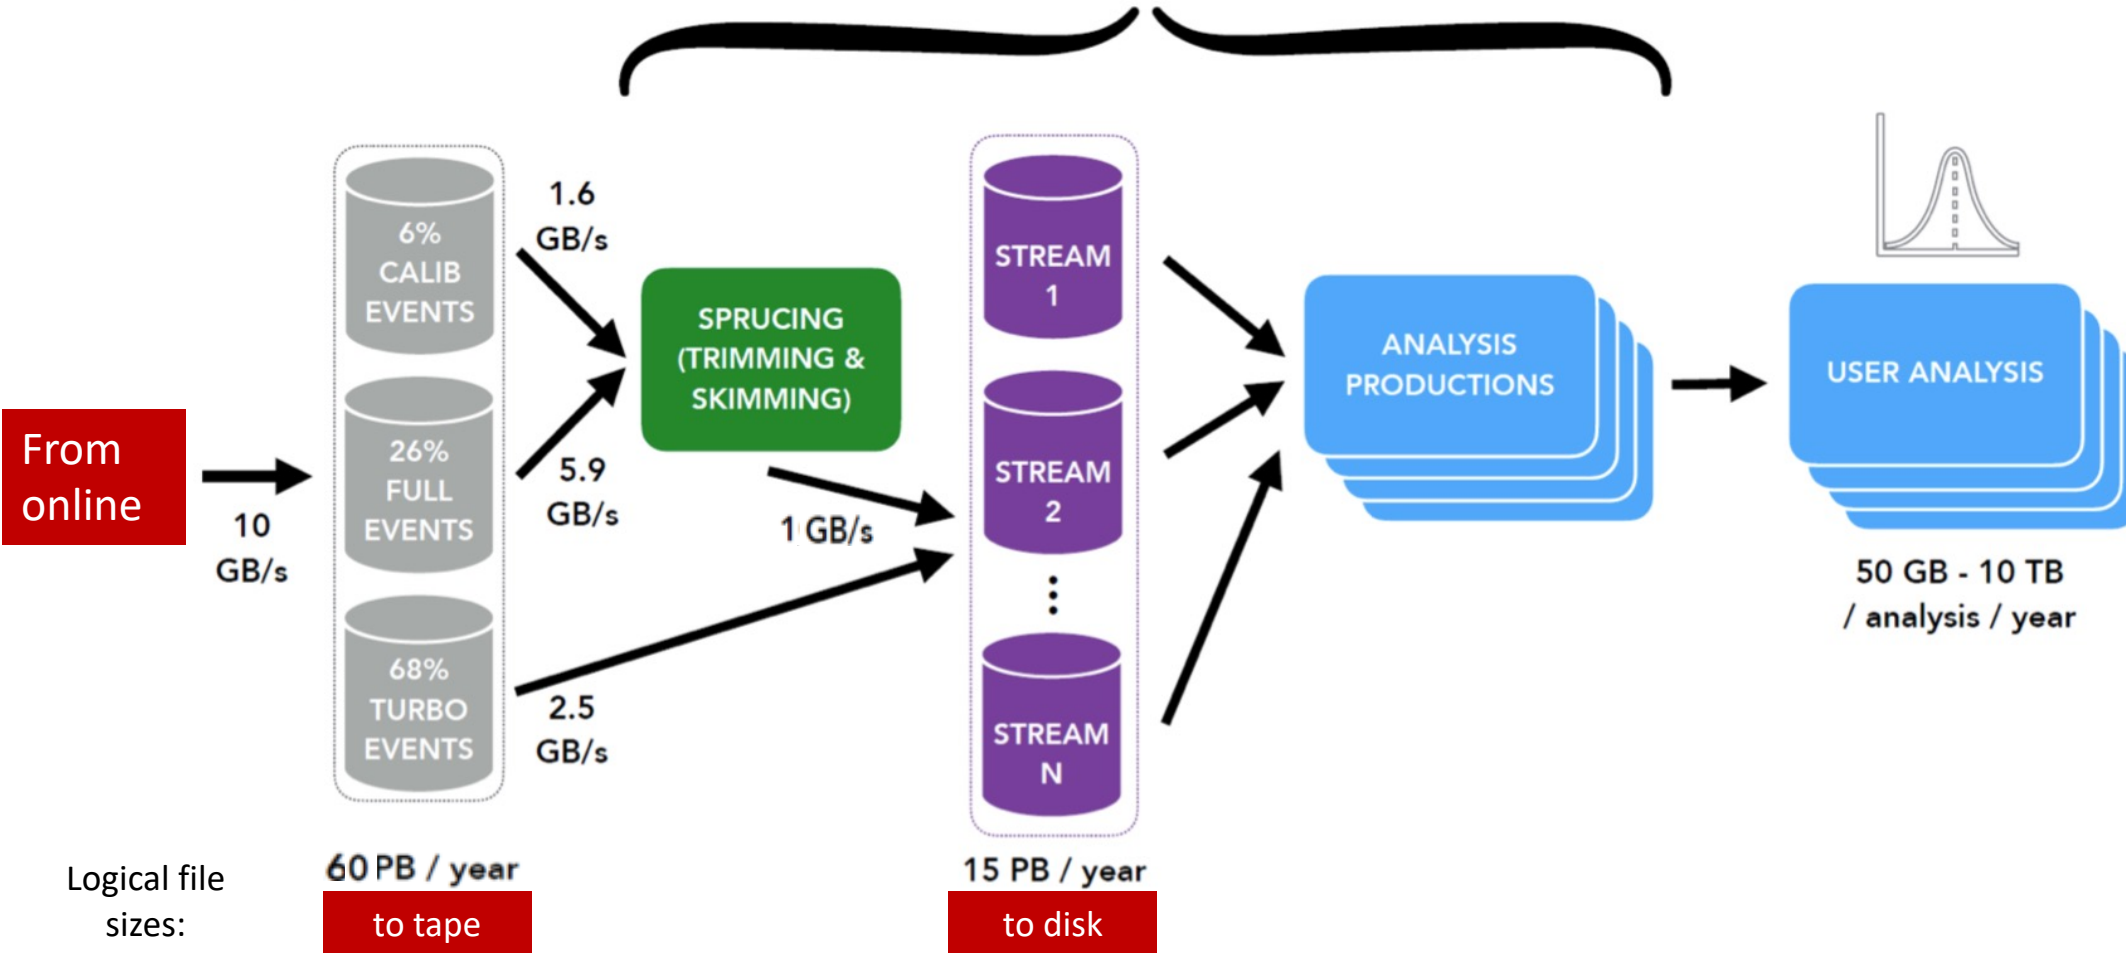 From
online
10
GB/s
6%
CALIB
EVENTS
26%
FULL
EVENTS
68%
TURBO
EVENTS
1.6
GB/s
5.9
GB/s
2.5
GB/s
SPRUCING
(TRIMMING &
SKIMMING)
1 GB/s
STREAM
1
STREAM
2
STREAM
N
ANALYSIS
PRODUCTIONS
USER ANALYSIS
50 GB - 10 TB
/ analysis / year
Logical file
sizes:
60 PB / year
to tape
15 PB / year
to disk